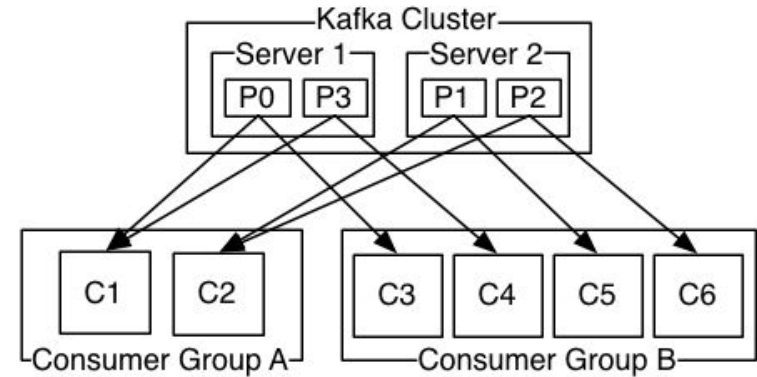 Kafka Cluster
Server 1 Server 2
P0 P3 P1 P2
C1 C2 C3 C4 C5 C6
Consumer Group A Consumer Group B